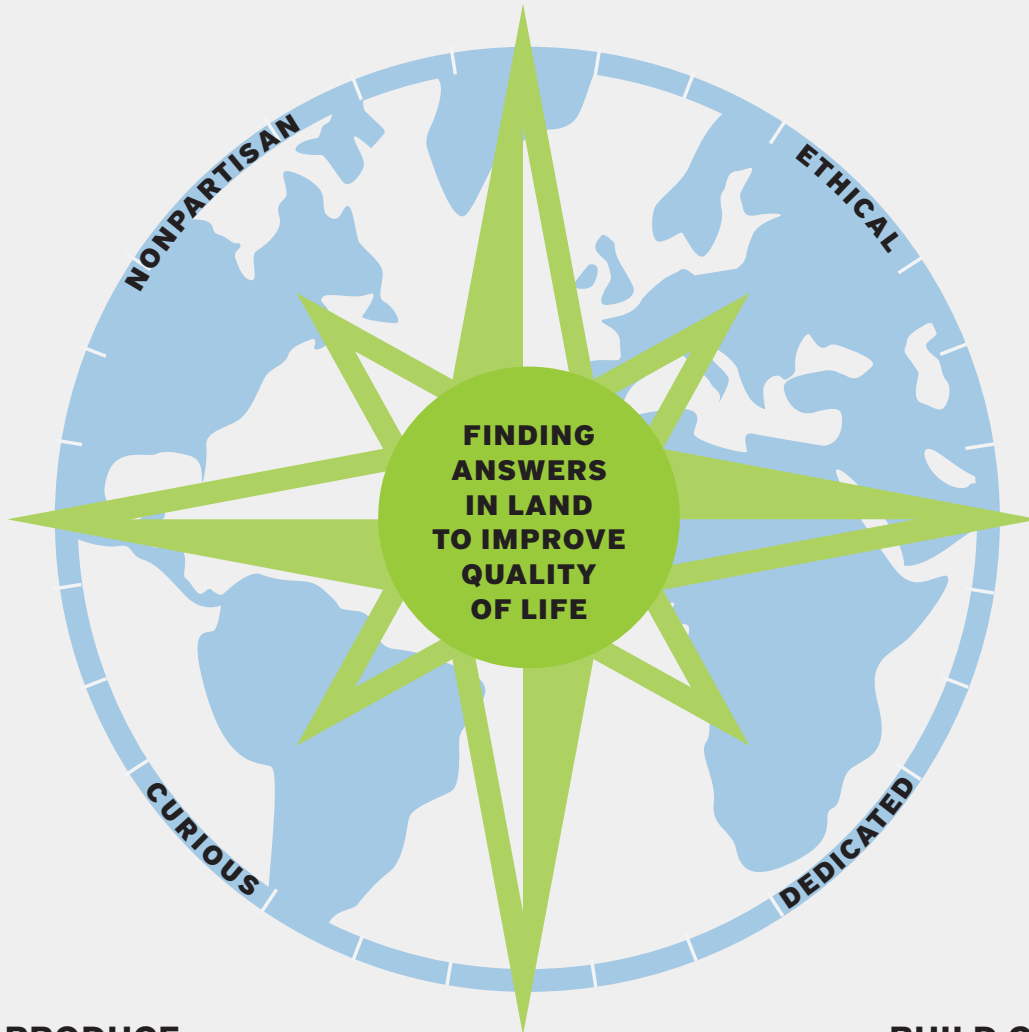 NONPARTISAN
ETHICAL
FINDING
ANSWERS
IN LAND
TO IMPROVE
QUALITY
OF LIFE
CURIOUS
DEDICATED